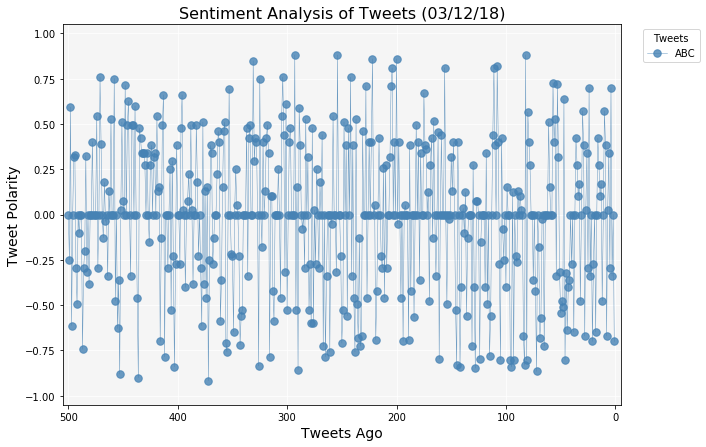 Sentiment Analysis of Tweets (03/12/18)
Tweets
ABC
Tweet Polarity
1.00
0.75
0.50
0.25
0.00
−0.25
−0.50
−0.75
−1.00
500 400 300 200 100 0
Tweets Ago